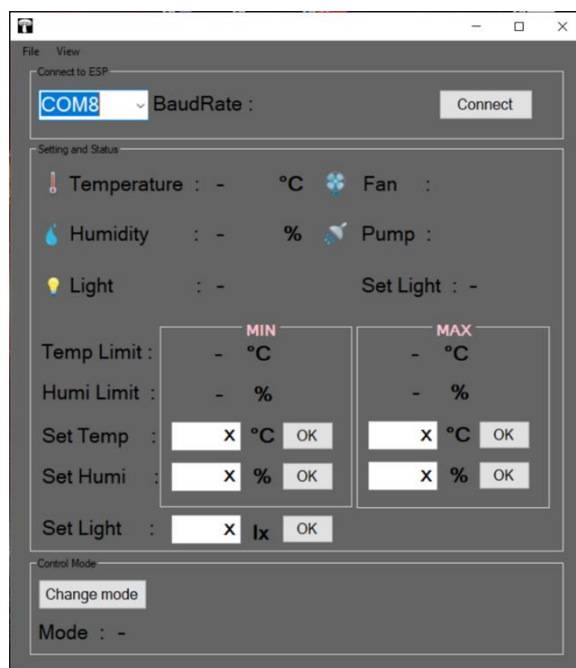 File View
Connect to ESP
COM8 BaudRate : Connect
Setting and Status
Temperature : - °C Fan :
Humidity : - % Pump :
Light : - Set Light : -
MIN MAX
Temp Limit : - °C - °C
Humi Limit : - % - %
Set Temp : X °C OK X °C OK
Set Humi : X % OK X % OK
Set Light : X lx OK
Control Mode
Change mode
Mode : -